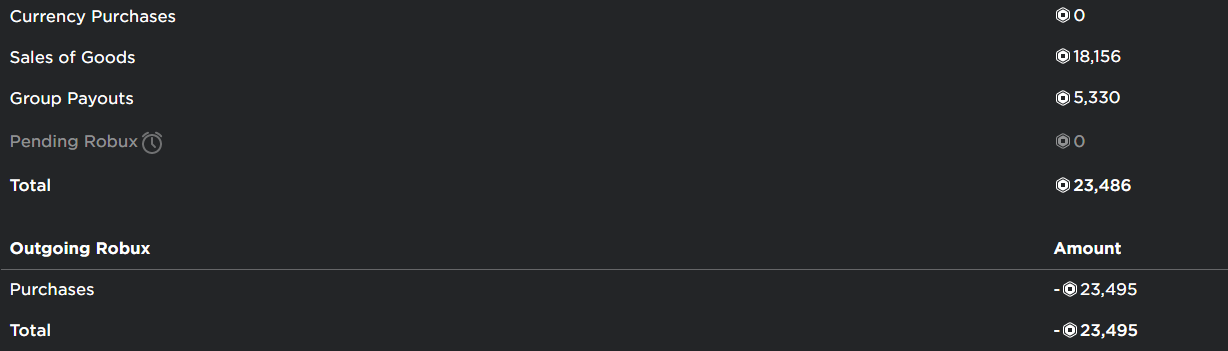 Currency Purchases 0
Sales of Goods 18,156
Group Payouts 5,330
Pending Robux 0
Total 23,486
Outgoing Robux Amount
Purchases -23,495
Total -23,495